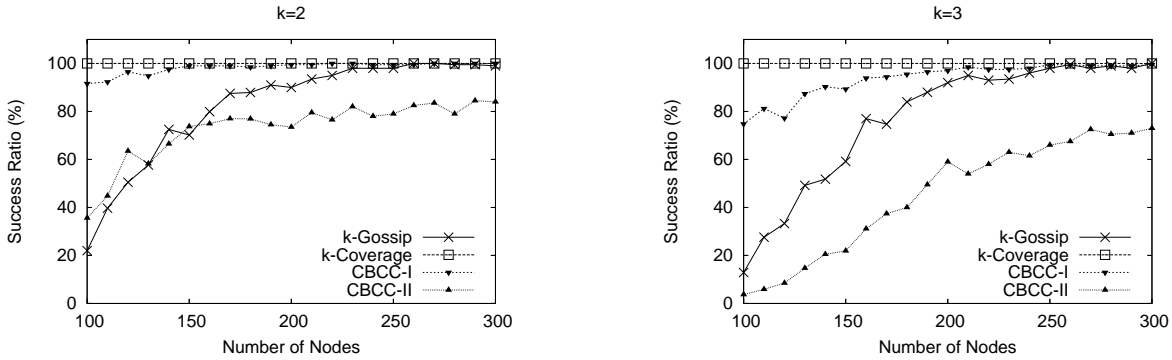 k=2
100
80
60
40
20
0
Success Ratio (%)
k-Gossip
k-Coverage
CBCC-I
CBCC-II
100 150 200 250 300
Number of Nodes
k=3
100
80
60
40
20
0
Success Ratio (%)
k-Gossip
k-Coverage
CBCC-I
CBCC-II
100 150 200 250 300
Number of Nodes